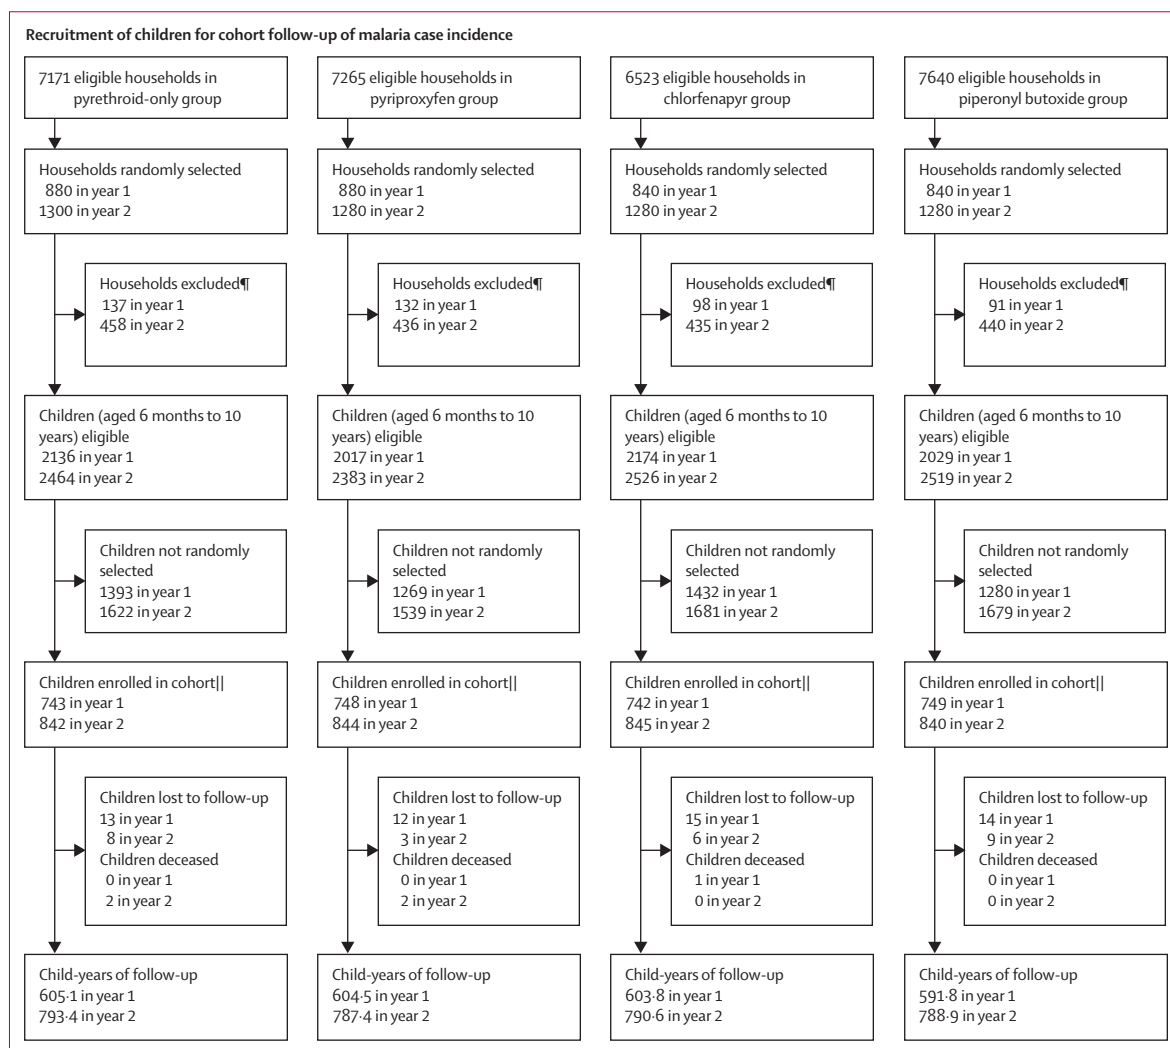 Recruitment of children for cohort follow-up of malaria case incidence
7171 eligible households in
pyrethroid-only group
Households randomly selected
880 in year 1
1300 in year 2
Households excluded¶
137 in year 1
458 in year 2
Children (aged 6 months to 10
years) eligible
2136 in year 1
2464 in year 2
Children not randomly
selected
1393 in year 1
1622 in year 2
Children enrolled in cohort||
743 in year 1
842 in year 2
Children lost to follow-up
13 in year 1
8 in year 2
Children deceased
0 in year 1
2 in year 2
Child-years of follow-up
605·1 in year 1
793·4 in year 2
7265 eligible households in
pyriproxyfen group
Households randomly selected
880 in year 1
1280 in year 2
Households excluded¶
132 in year 1
436 in year 2
Children (aged 6 months to 10
years) eligible
2017 in year 1
2383 in year 2
Children not randomly
selected
1269 in year 1
1539 in year 2
Children enrolled in cohort||
748 in year 1
844 in year 2
Children lost to follow-up
12 in year 1
3 in year 2
Children deceased
0 in year 1
2 in year 2
Child-years of follow-up
604·5 in year 1
787·4 in year 2
6523 eligible households in
chlorfenapyr group
Households randomly selected
840 in year 1
1280 in year 2
Households excluded¶
98 in year 1
435 in year 2
Children (aged 6 months to 10
years) eligible
2174 in year 1
2526 in year 2
Children not randomly
selected
1432 in year 1
1681 in year 2
Children enrolled in cohort||
742 in year 1
845 in year 2
Children lost to follow-up
15 in year 1
6 in year 2
Children deceased
1 in year 1
0 in year 2
Child-years of follow-up
603·8 in year 1
790·6 in year 2
7640 eligible households in
piperonyl butoxide group
Households randomly selected
840 in year 1
1280 in year 2
Households excluded¶
91 in year 1
440 in year 2
Children (aged 6 months to 10
years) eligible
2029 in year 1
2519 in year 2
Children not randomly
selected
1280 in year 1
1679 in year 2
Children enrolled in cohort||
749 in year 1
840 in year 2
Children lost to follow-up
14 in year 1
9 in year 2
Children deceased
0 in year 1
0 in year 2
Child-years of follow-up
591·8 in year 1
788·9 in year 2